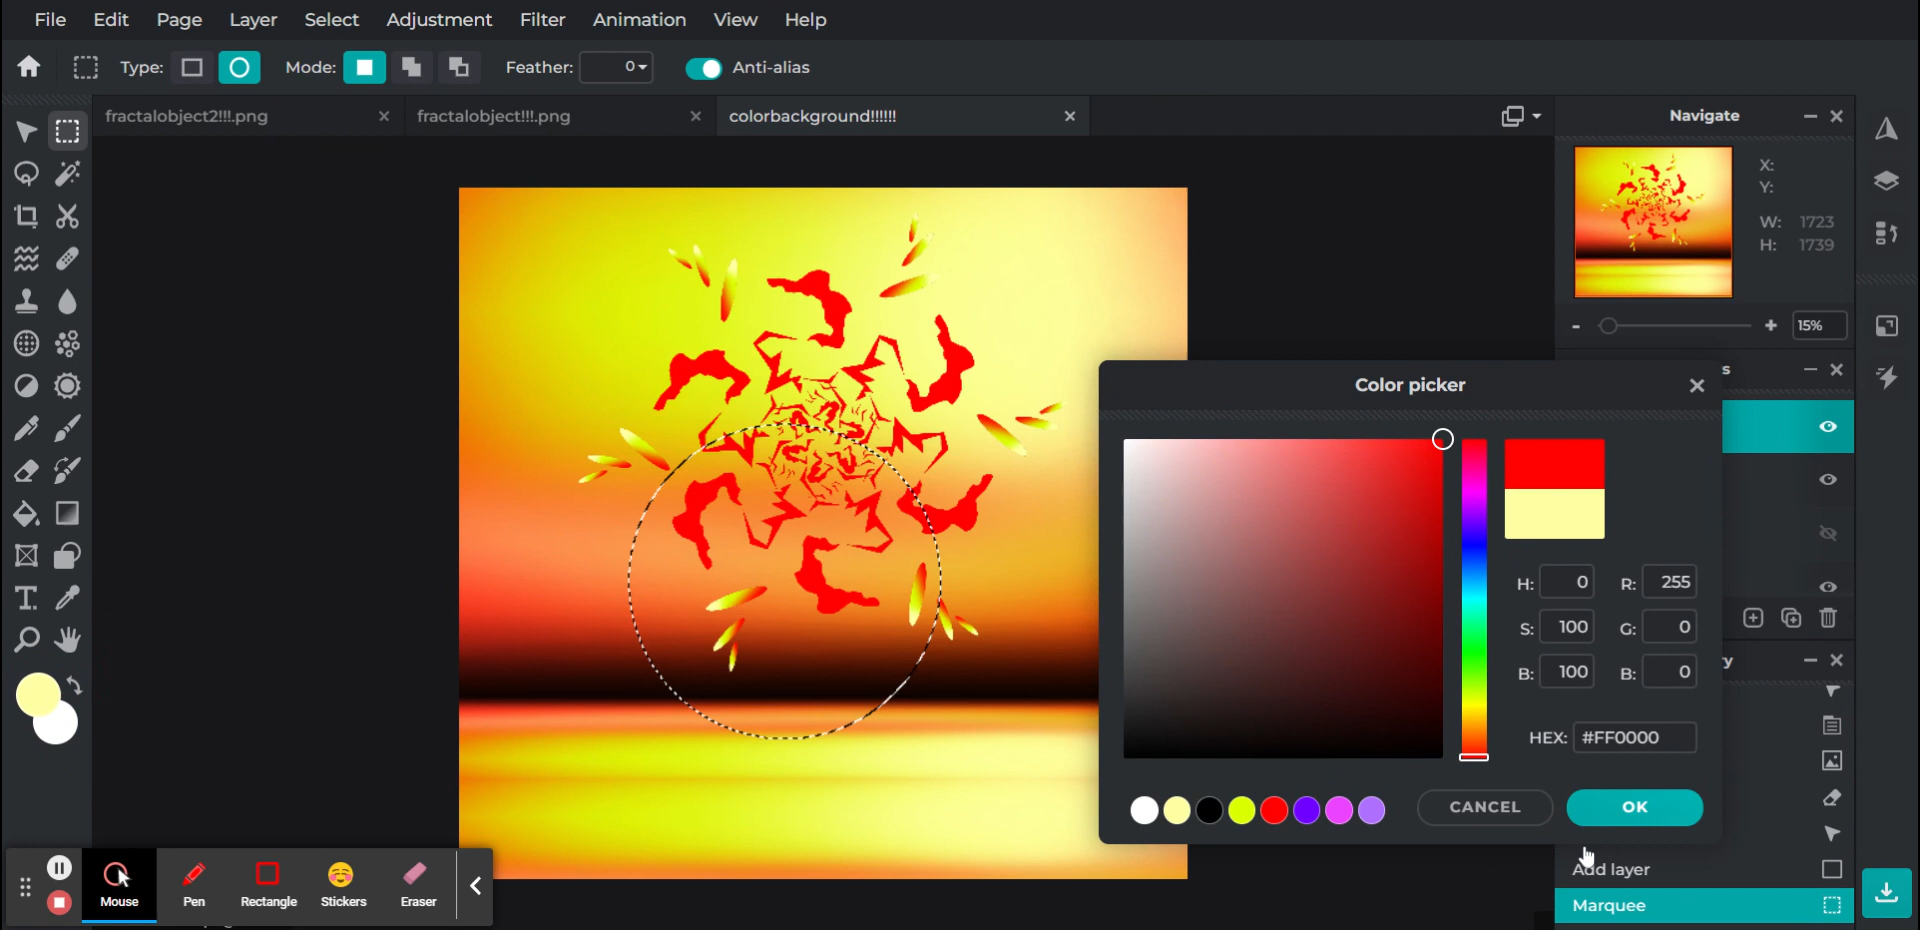 File Edit Page Layer Select Adjustment Filter Animation View Help
Type: Mode: Feather: 0 Anti-alias
fractalobject2!!!.png fractalobject!!!.png colorbackground!!!!!! Navigate
X:
Y:
W: 1723
H: 1739
- + 15%
Color picker s
H: 0 R: 255
S: 100 G: 0
B: 100 B: 0
y
HEX: #FF0000
CANCEL OK
Add layer
Marquee
Mouse Pen Rectangle Stickers Eraser